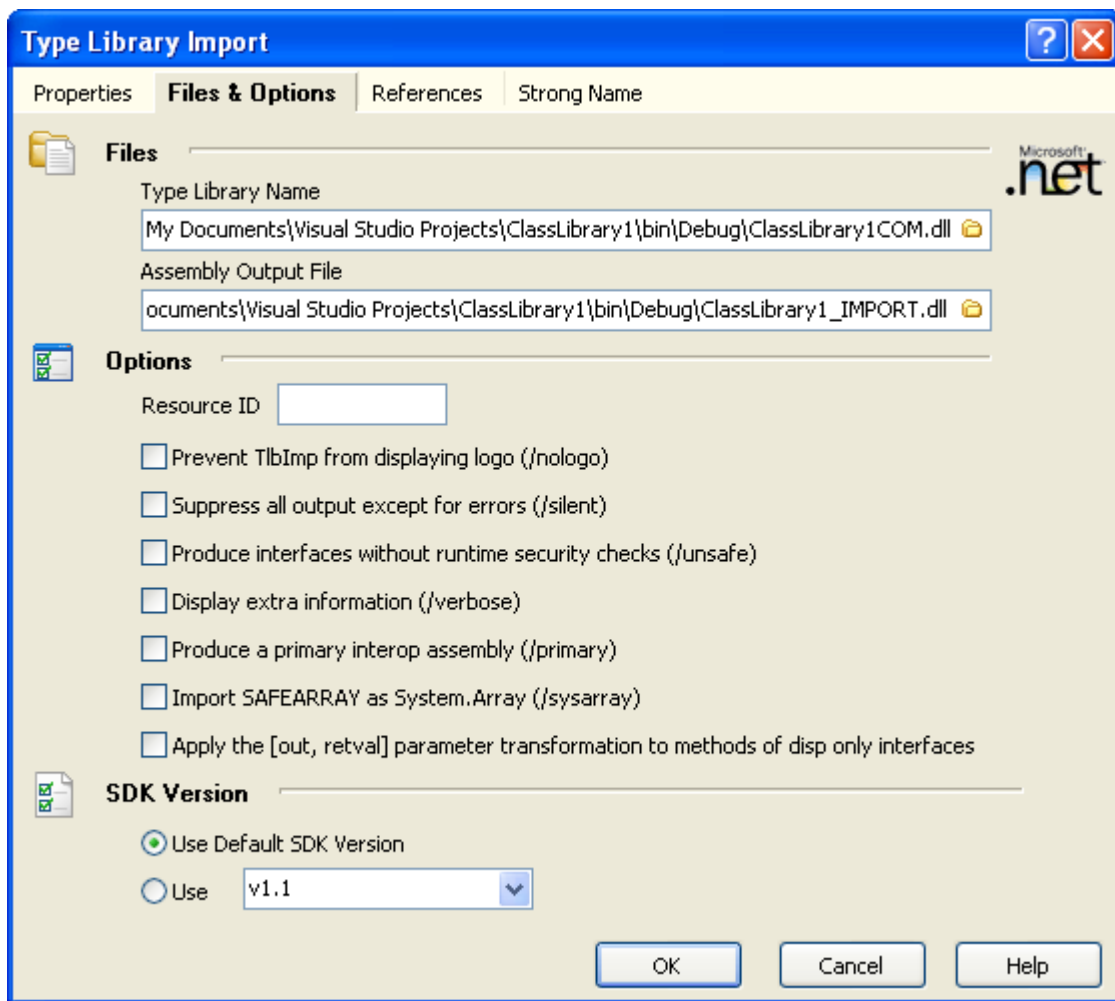 Type Library Import
Properties Files & Options References Strong Name
Files
Microsoft
.net
Type Library Name
My Documents\Visual Studio Projects\ClassLibrary1\bin\Debug\ClassLibrary1COM.dll
Assembly Output File
ocuments\Visual Studio Projects\ClassLibrary1\bin\Debug\ClassLibrary1_IMPORT.dll
Options
Resource ID
Prevent TlbImp from displaying logo (/nologo)
Suppress all output except for errors (/silent)
Produce interfaces without runtime security checks (/unsafe)
Display extra information (/verbose)
Produce a primary interop assembly (/primary)
Import SAFEARRAY as System.Array (/sysarray)
Apply the [out, retval] parameter transformation to methods of disp only interfaces
SDK Version
Use Default SDK Version
Use v1.1
OK Cancel Help